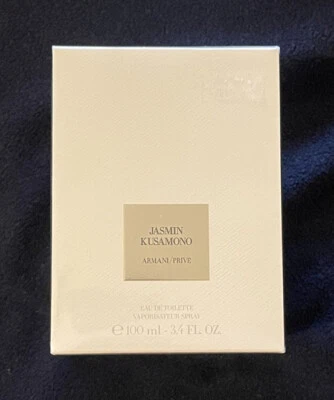 JASMIN
KUSAMONO
ARMANI/PRIVÉ
EAU DE TOILETTE
VAPORISATEUR SPRAY
℮100 ml - 3.4 FL. OZ.